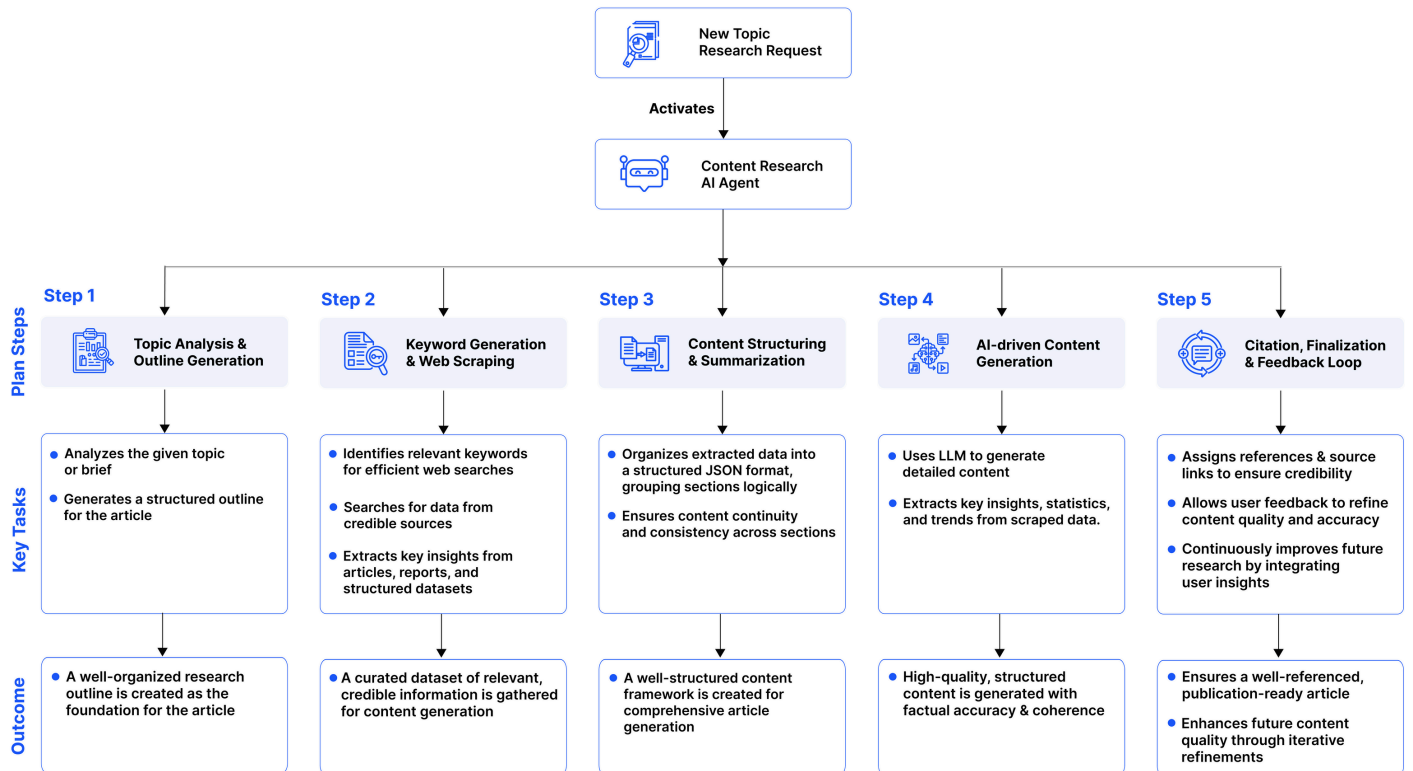 New Topic
Research Request
Activates
Content Research
AI Agent
Plan Steps
Step 1
Topic Analysis &
Outline Generation
Step 2
Keyword Generation
& Web Scraping
Step 3
Content Structuring
& Summarization
Step 4
AI-driven Content
Generation
Step 5
Citation, Finalization
& Feedback Loop
Key Tasks
Analyzes the given topic
or brief
Generates a structured outline
for the article
Identifies relevant keywords
for efficient web searches
Searches for data from
credible sources
Extracts key insights from
articles, reports, and
structured datasets
Organizes extracted data into
a structured JSON format,
grouping sections logically
Ensures content continuity
and consistency across sections
Uses LLM to generate
detailed content
Extracts key insights, statistics,
and trends from scraped data.
Assigns references & source
links to ensure credibility
Allows user feedback to refine
content quality and accuracy
Continuously improves future
research by integrating
user insights
Outcome
A well-organized research
outline is created as the
foundation for the article
A curated dataset of relevant,
credible information is gathered
for content generation
A well-structured content
framework is created for
comprehensive article
generation
High-quality, structured
content is generated with
factual accuracy & coherence
Ensures a well-referenced,
publication-ready article
Enhances future content
quality through iterative
refinements